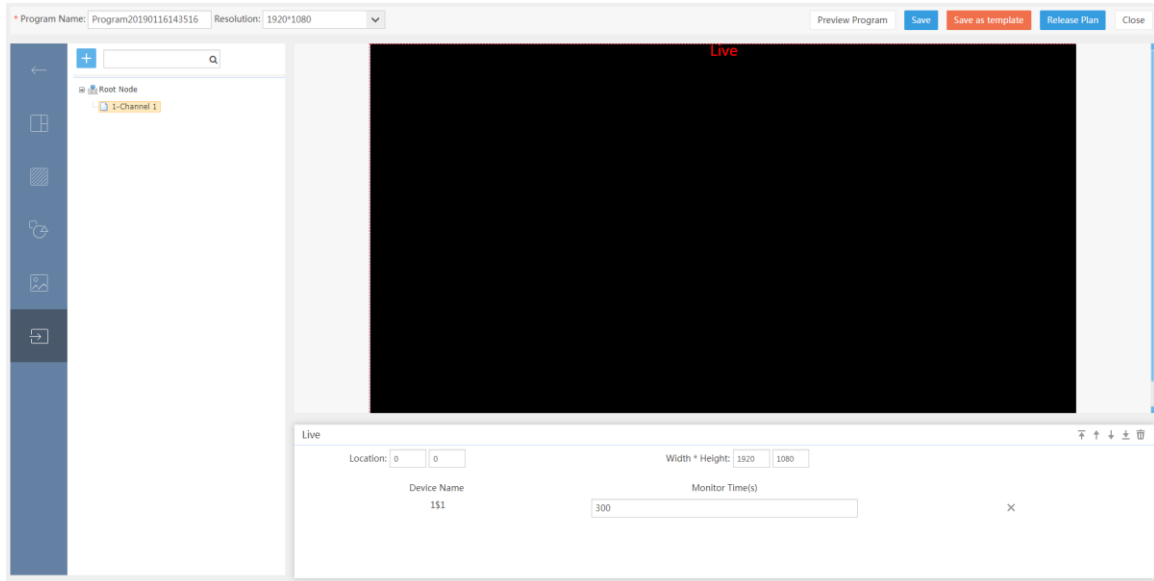 * Program Name: Program20190116143516 Resolution: 1920*1080 Preview Program Save Save as template Release Plan Close
Live
Root Node
1-Channel 1
Live
Location: 0 0 Width * Height: 1920 1080
Device Name Monitor Time(s)
1$1 300